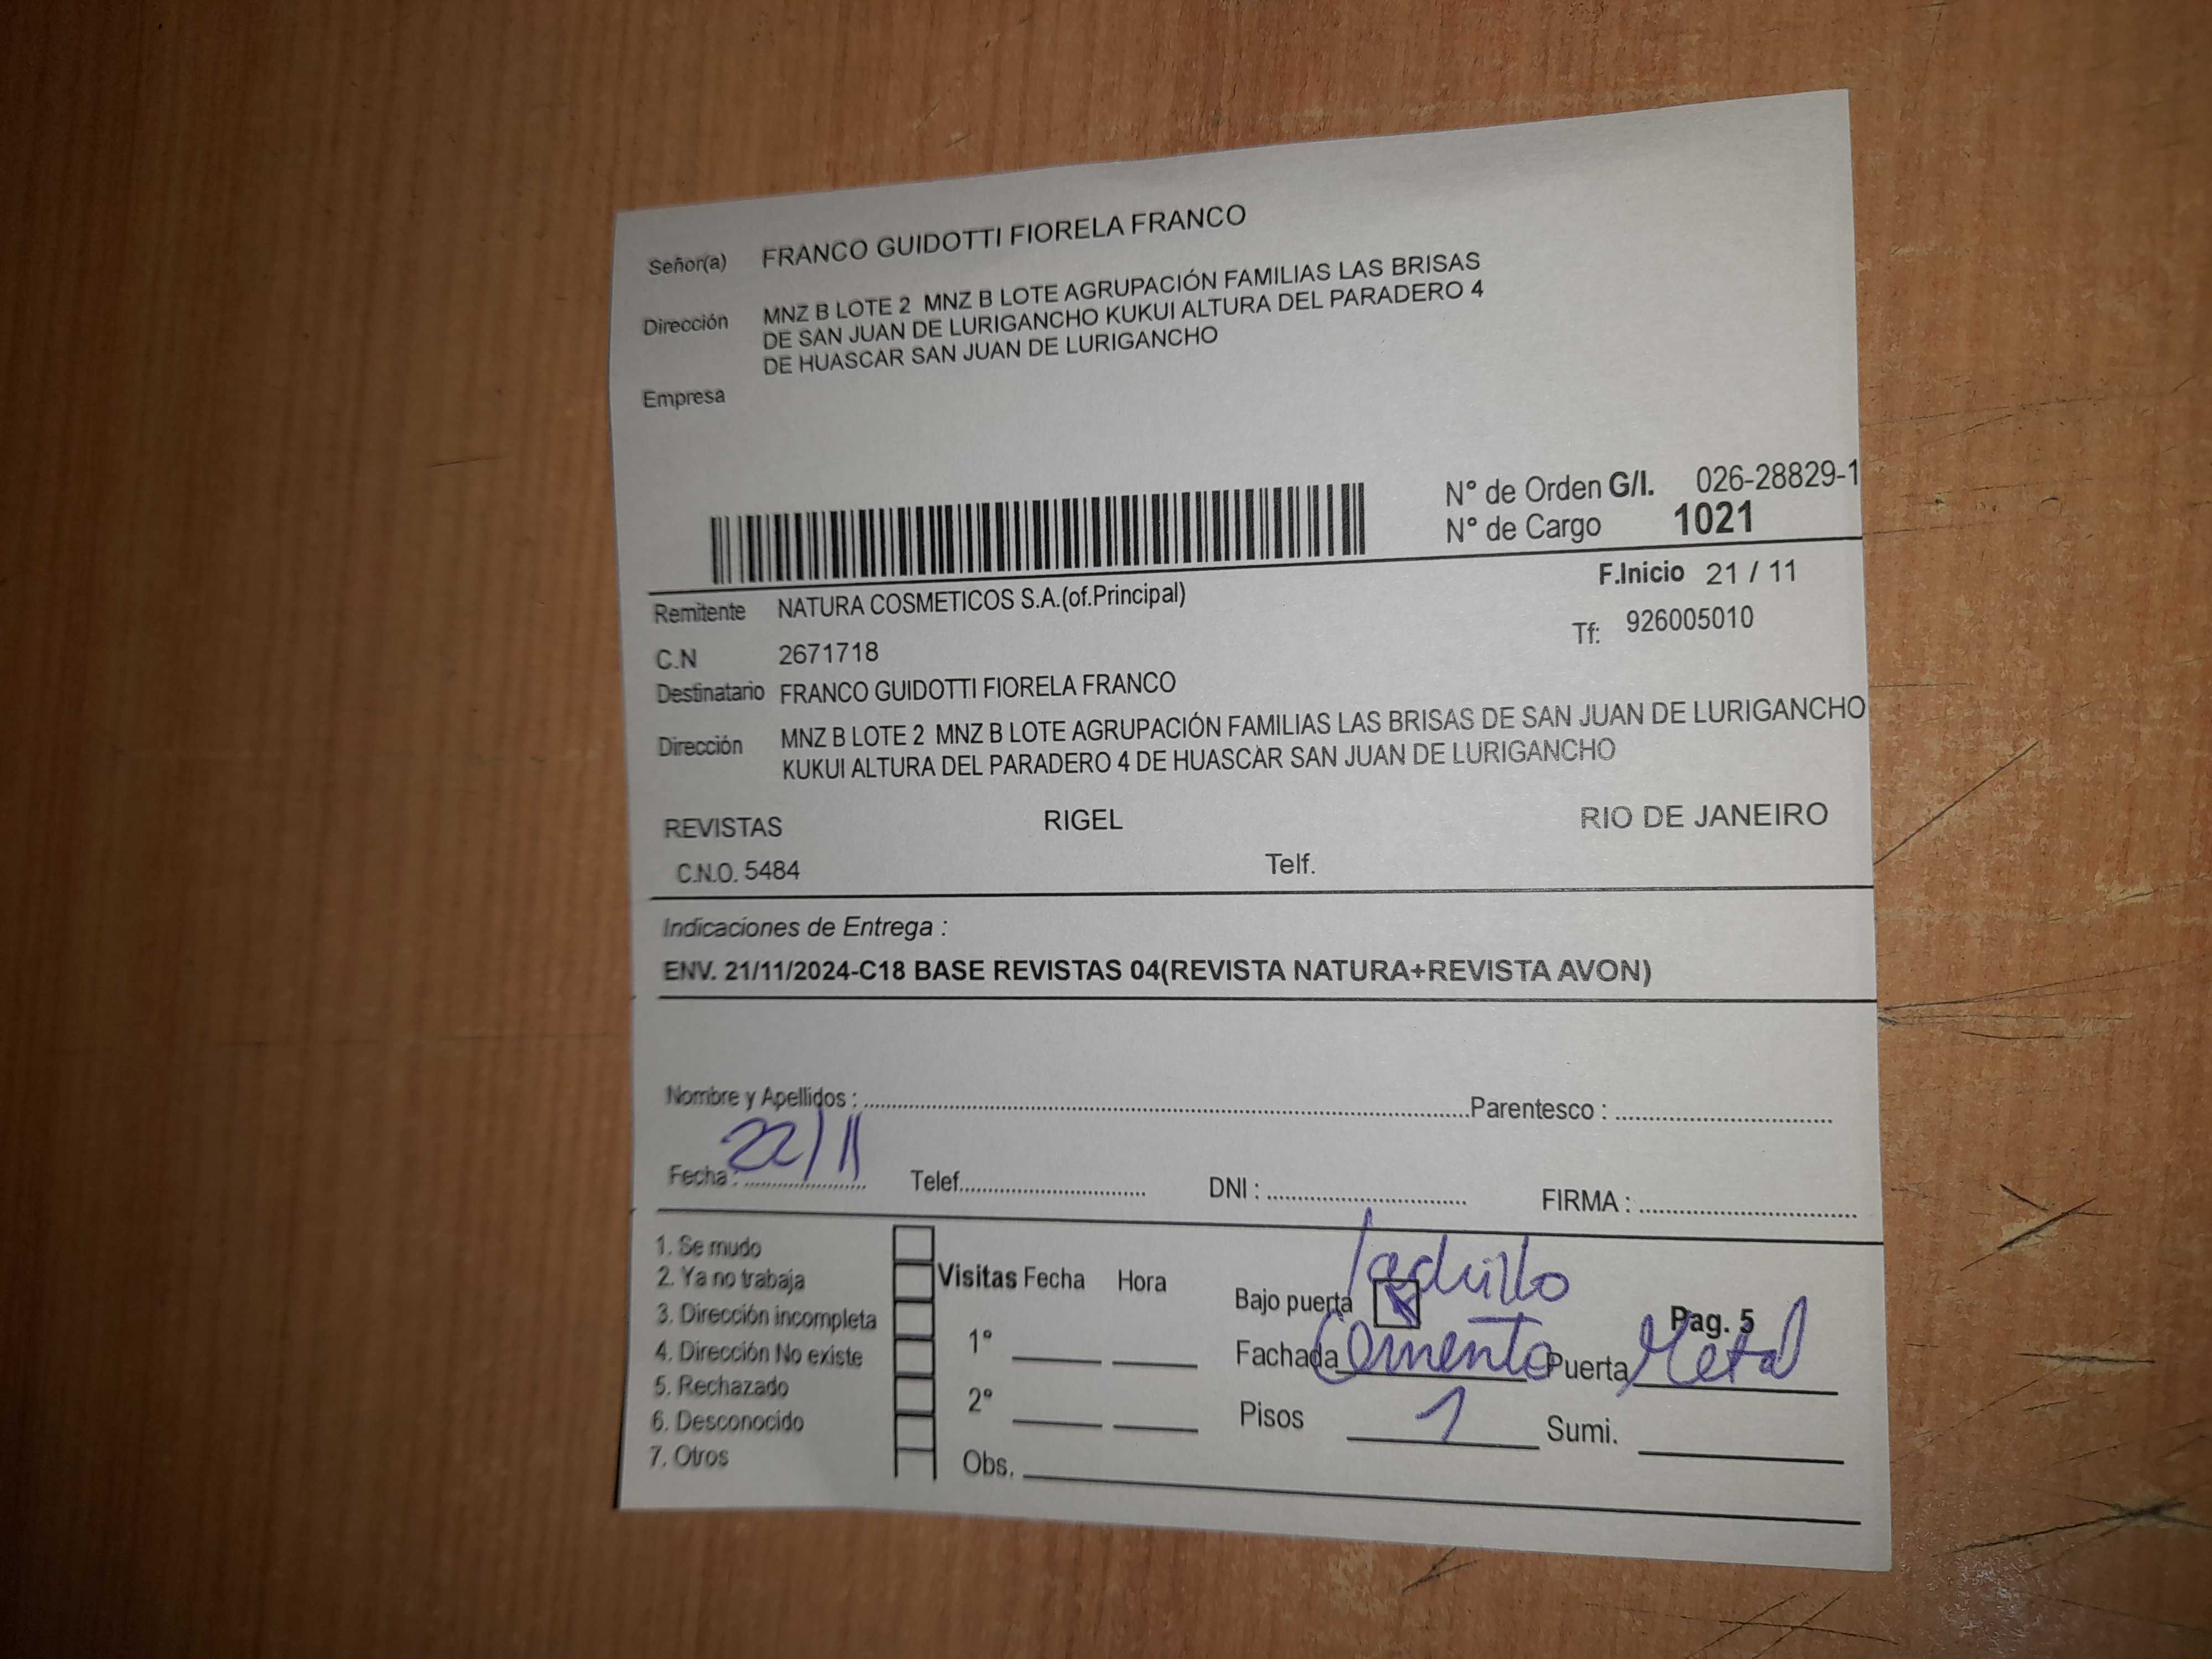 Señor(a) FRANCO GUIDOTTI FIORELA FRANCO
Dirección MNZ B LOTE 2 MNZ B LOTE AGRUPACIÓN FAMILIAS LAS BRISAS
DE SAN JUAN DE LURIGANCHO KUKUI ALTURA DEL PARADERO 4
DE HUASCAR SAN JUAN DE LURIGANCHO
Empresa
N° de Orden G/I. 026-28829-1
N° de Cargo 1021
F.Inicio 21 / 11
Remitente NATURA COSMETICOS S.A.(of.Principal)
Tf: 926005010
C.N 2671718
Destinatario FRANCO GUIDOTTI FIORELA FRANCO
Dirección MNZ B LOTE 2 MNZ B LOTE AGRUPACIÓN FAMILIAS LAS BRISAS DE SAN JUAN DE LURIGANCHO
KUKUI ALTURA DEL PARADERO 4 DE HUASCAR SAN JUAN DE LURIGANCHO
REVISTAS RIGEL RIO DE JANEIRO
C.N.O. 5484 Telf.
Indicaciones de Entrega :
ENV. 21/11/2024-C18 BASE REVISTAS 04(REVISTA NATURA+REVISTA AVON)
Nombre y Apellidos : Parentesco :
Fecha : 22/11 Telef. DNI : FIRMA :
1. Se mudo
2. Ya no trabaja
3. Dirección incompleta
4. Dirección No existe
5. Rechazado
6. Desconocido
7. Otros
Visitas Fecha Hora
1°
2°
Obs.
ladrillo
Bajo puerta Pag. 5
Fachada Cemento Puerta Metal
Pisos 1 Sumi.